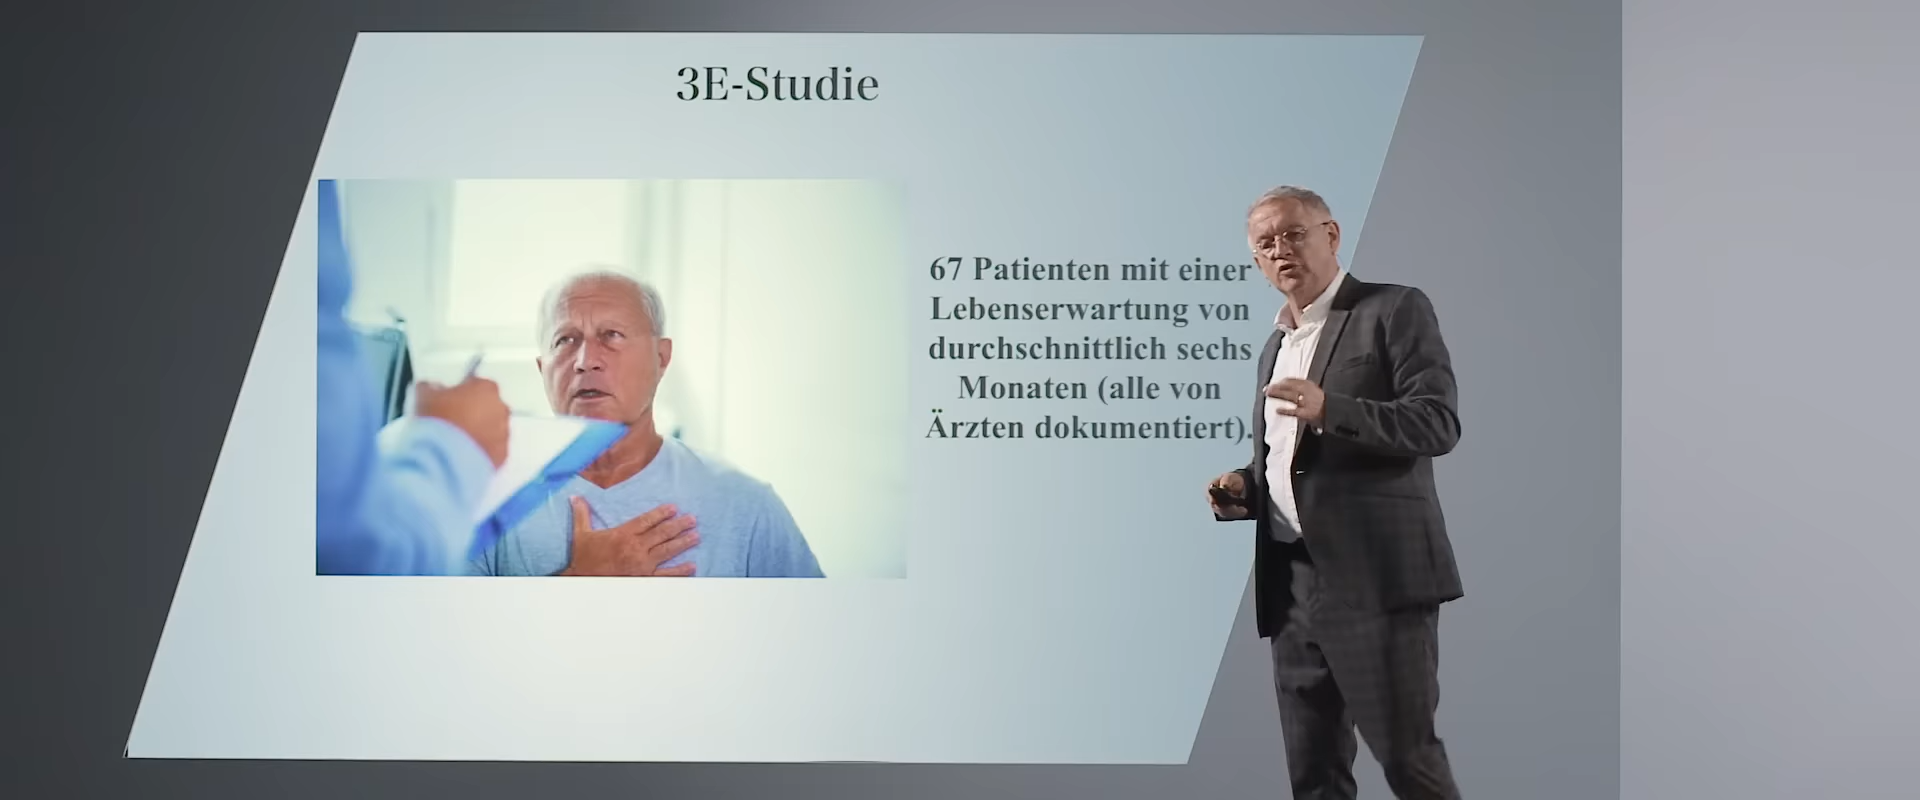 3E-Studie
67 Patienten mit einer
Lebenserwartung von
durchschnittlich sechs
Monaten (alle von
Ärzten dokumentiert).